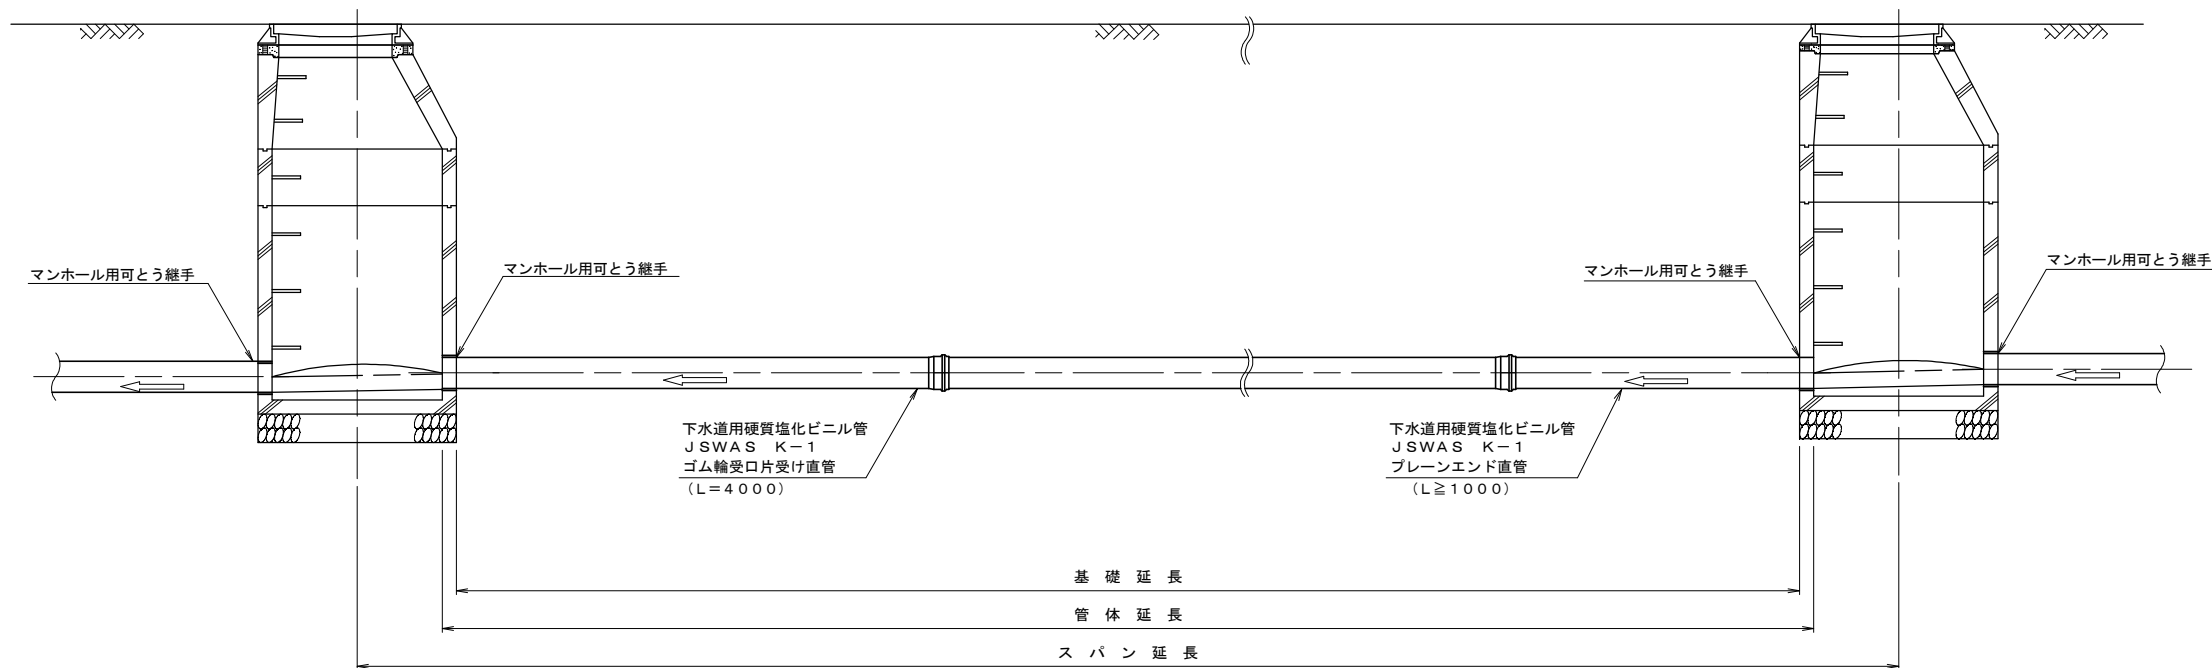 マンホール用可とう継手
マンホール用可とう継手
マンホール用可とう継手
マンホール用可とう継手
下水道用硬質塩化ビニル管
ＪＳＷＡＳ　Ｋ－１
ゴム輪受口片受け直管
（Ｌ＝４０００）
下水道用硬質塩化ビニル管
ＪＳＷＡＳ　Ｋ－１
プレーンエンド直管
（Ｌ≧１０００）
基　礎　延　長
管　体　延　長
ス　パ　ン　延　長